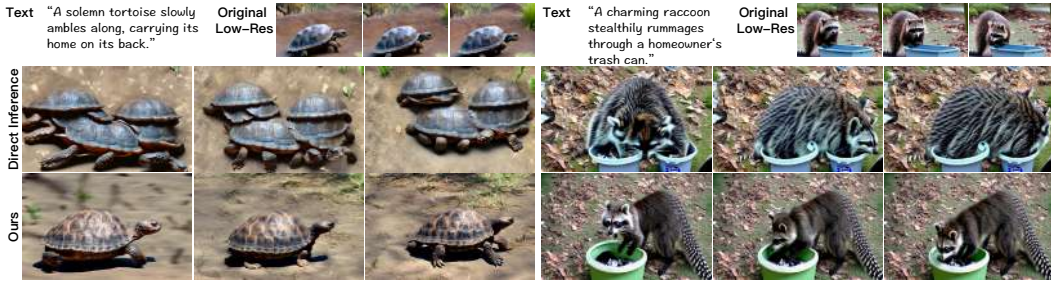 Text
“A solemn tortoise slowly
ambles along, carrying its
home on its back.”
Original
Low-Res
Text
“A charming raccoon
stealthily rummages
through a homeowner's
trash can.”
Original
Low-Res
Direct Inference
Ours